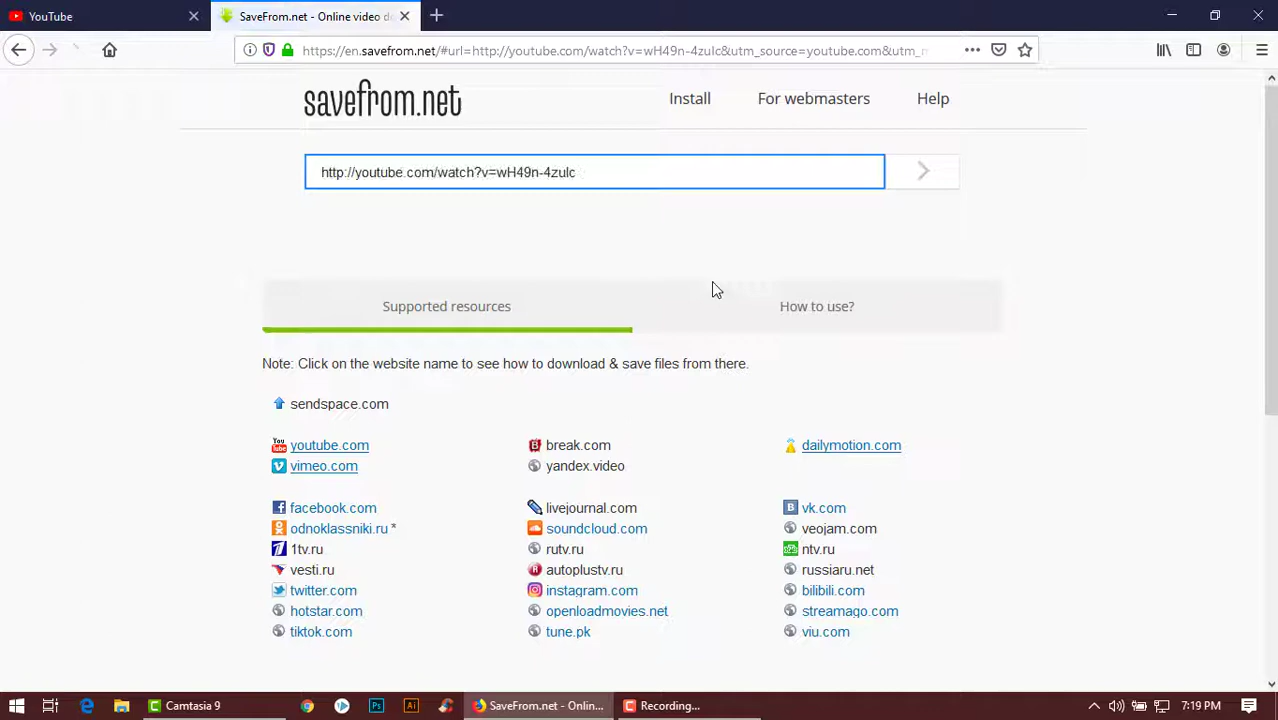 YouTube
SaveFrom.net - Online video do
https://en.savefrom.net/#url=http://youtube.com/watch?v=wH49n-4zulc&utm_source=youtube.com&utm_
savefrom.net
Install For webmasters Help
http://youtube.com/watch?v=wH49n-4zulc
Supported resources How to use?
Note: Click on the website name to see how to download & save files from there.
sendspace.com
youtube.com break.com dailymotion.com
vimeo.com yandex.video
facebook.com livejournal.com vk.com
odnoklassniki.ru * soundcloud.com veojam.com
1tv.ru rutv.ru ntv.ru
vesti.ru autoplustv.ru russiaru.net
twitter.com instagram.com bilibili.com
hotstar.com openloadmovies.net streamago.com
tiktok.com tune.pk viu.com
Camtasia 9 SaveFrom.net - Onlin... Recording... 7:19 PM